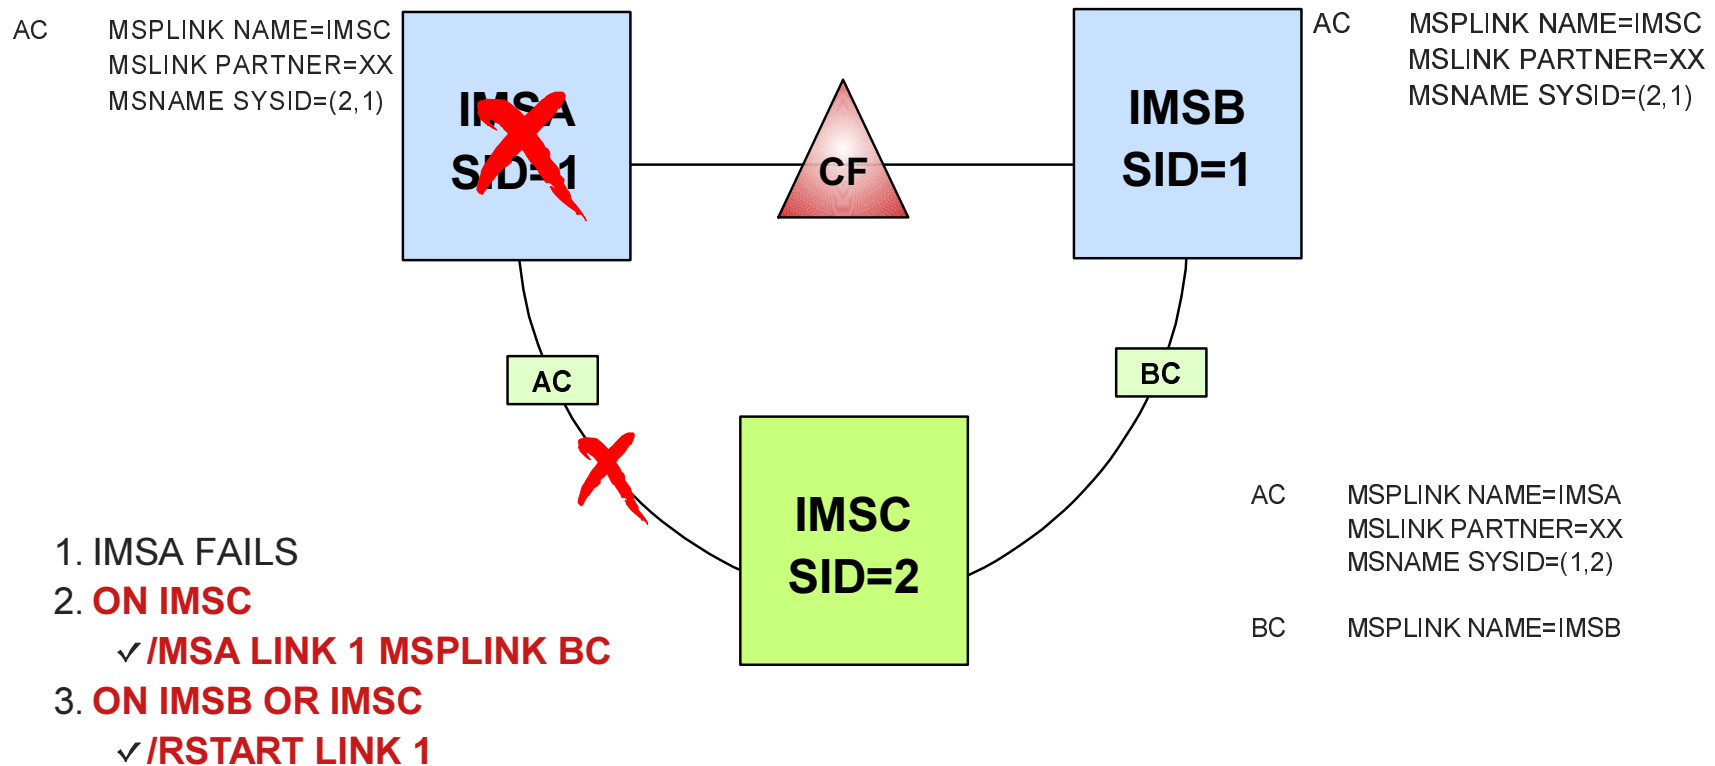 AC MSPLINK NAME=IMSC
MSLINK PARTNER=XX
MSNAME SYSID=(2,1)
IMSA
SID=1
CF
IMSB
SID=1
AC MSPLINK NAME=IMSC
MSLINK PARTNER=XX
MSNAME SYSID=(2,1)
AC
BC
IMSC
SID=2
AC MSPLINK NAME=IMSA
MSLINK PARTNER=XX
MSNAME SYSID=(1,2)
BC MSPLINK NAME=IMSB
1. IMSA FAILS
2. ON IMSC
✓/MSA LINK 1 MSPLINK BC
3. ON IMSB OR IMSC
✓/RSTART LINK 1